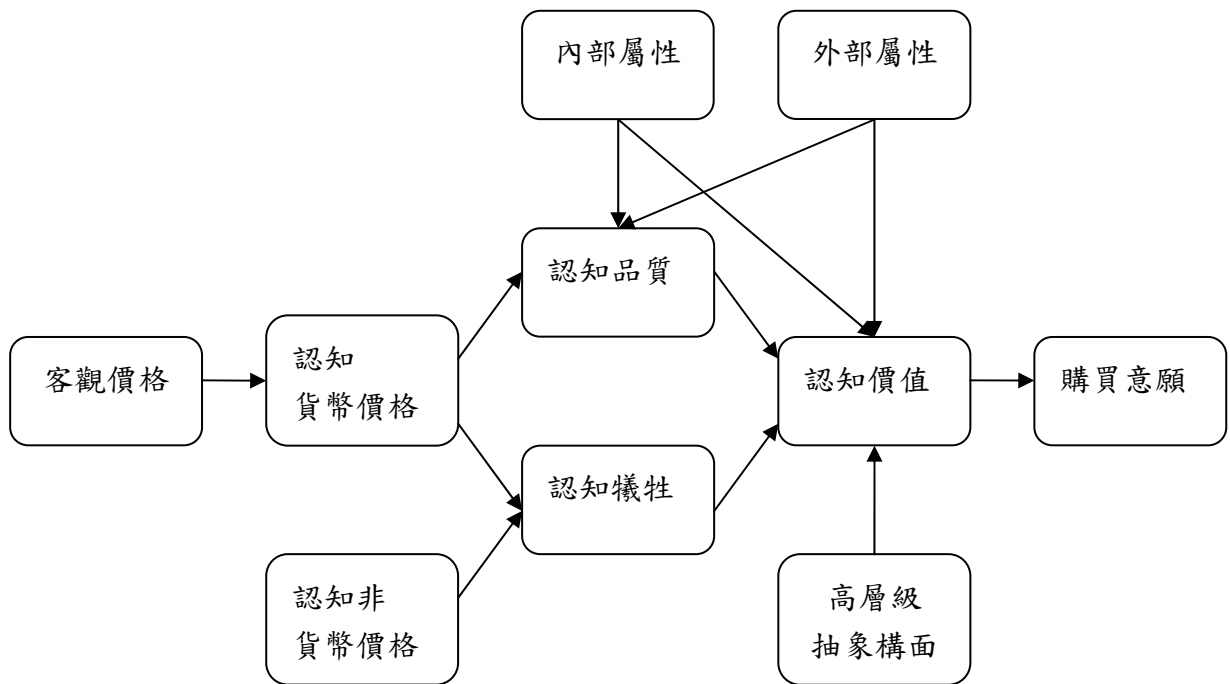 內部屬性
外部屬性
認知品質
客觀價格
認知
貨幣價格
認知價值
購買意願
認知犧牲
認知非
貨幣價格
高層級
抽象構面